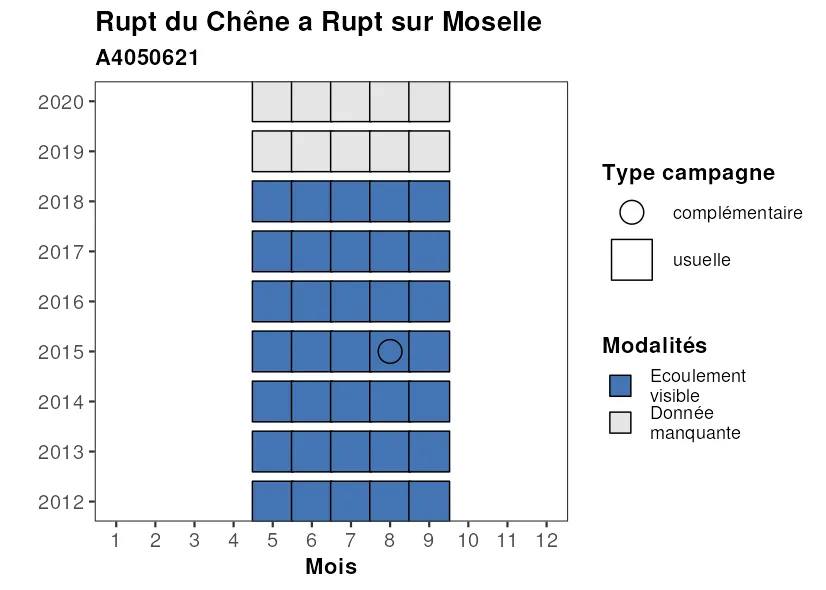 Rupt du Chêne a Rupt sur Moselle
A4050621
2020
2019
2018
2017
2016
2015
2014
2013
2012
1 2 3 4 5 6 7 8 9 10 11 12
Mois
Type campagne
complémentaire
usuelle
Modalités
Ecoulement
visible
Donnée
manquante